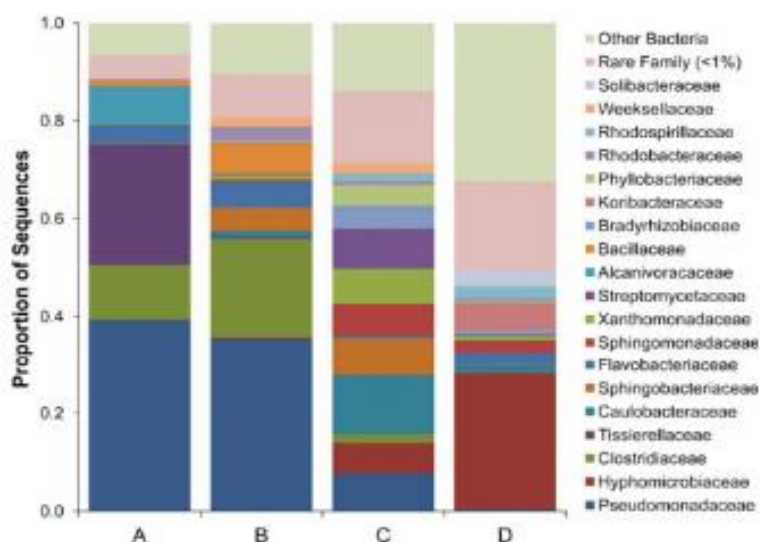 Proportion of Sequences
1.0
0.8
0.6
0.4
0.2
0.0
A B C D
Other Bacteria
Rare Family (<1%)
Solibacteraceae
Weeksellaceae
Rhodospirillaceae
Rhodobacteraceae
Phyllobacteriaceae
Koribacteraceae
Bradyrhizobiaceae
Bacillaceae
Alcanivoracaceae
Streptomycetaceae
Xanthomonadaceae
Sphingomonadaceae
Flavobacteriaceae
Sphingobacteriaceae
Caulobacteraceae
Tissierellaceae
Clostridiaceae
Hyphomicrobiaceae
Pseudomonadaceae